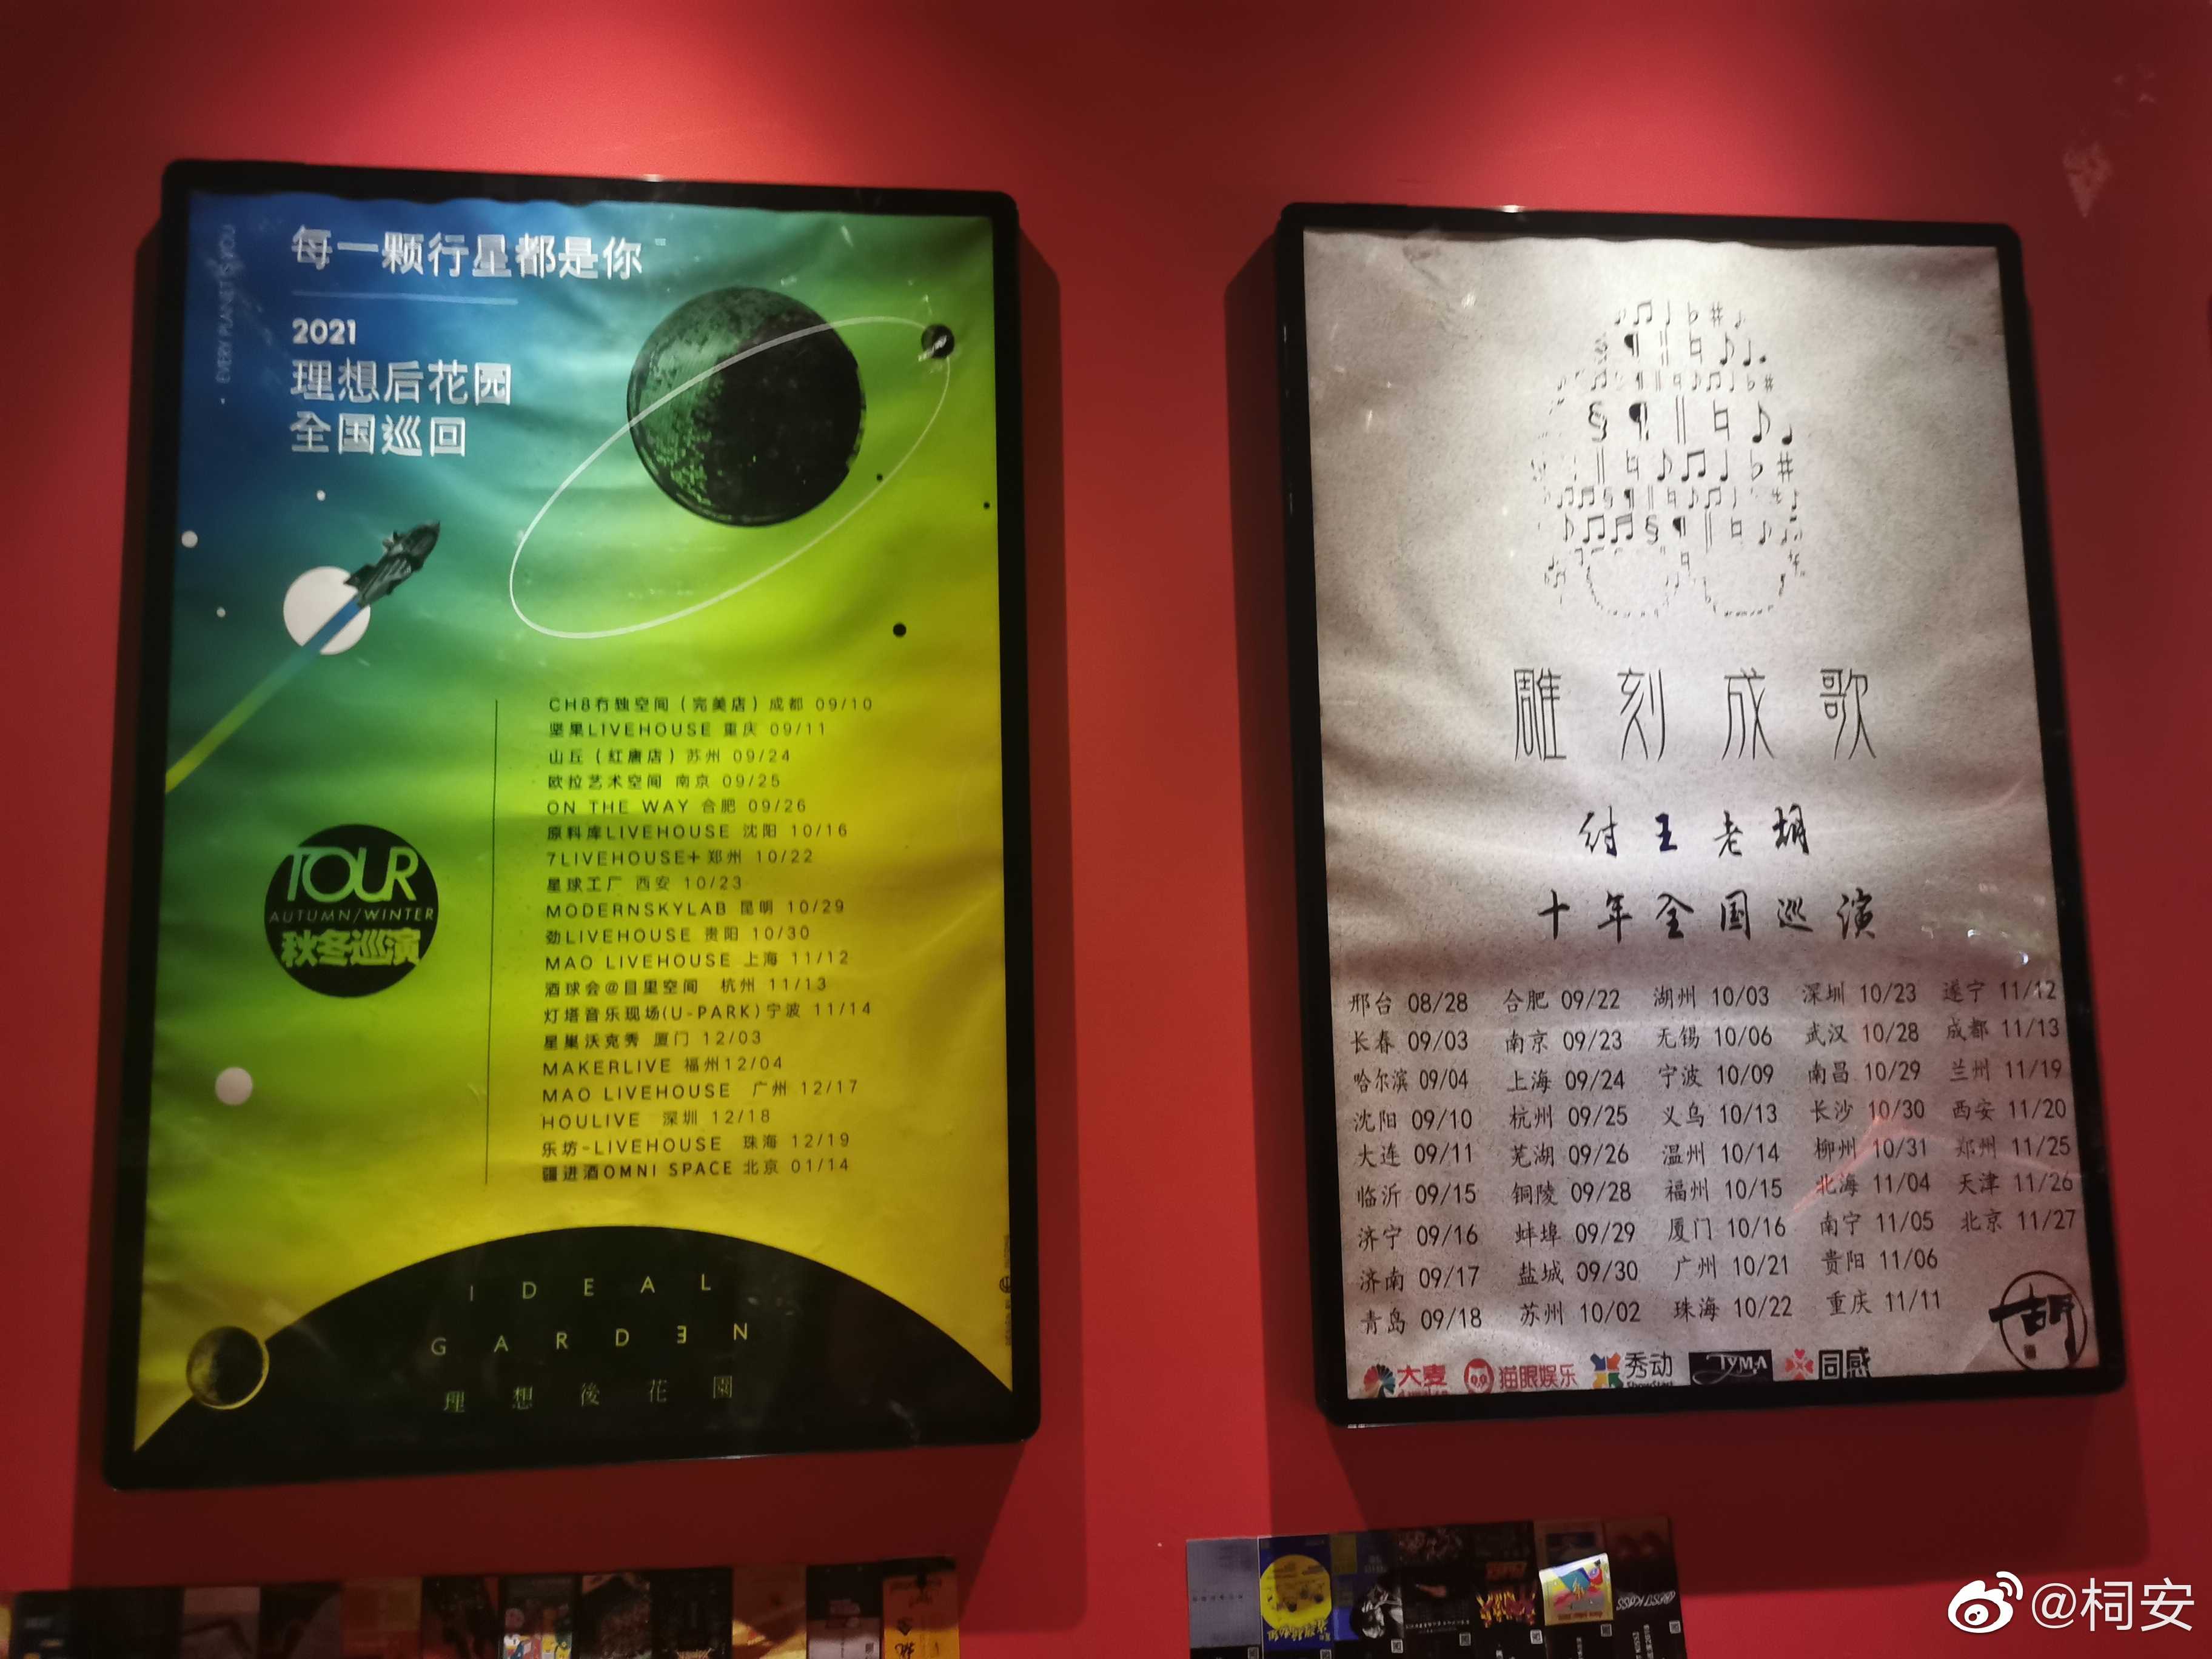 每一颗行星都是你
EVERY PLANET IS YOU
2021
理想后花园
全国巡回
TOUR
AUTUMN/WINTER
秋冬巡演
CH8冇独空间（完美店）成都 09/10
坚果LIVEHOUSE 重庆 09/11
山丘（红唐店）苏州 09/24
欧拉艺术空间 南京 09/25
ON THE WAY 合肥 09/26
原料库LIVEHOUSE 沈阳 10/16
7LIVEHOUSE+郑州 10/22
星球工厂 西安 10/23
MODERNSKYLAB 昆明 10/29
劲LIVEHOUSE 贵阳 10/30
MAO LIVEHOUSE 上海 11/12
酒球会@目里空间 杭州 11/13
灯塔音乐现场(U-PARK)宁波 11/14
星巢沃克秀 厦门 12/03
MAKERLIVE 福州12/04
MAO LIVEHOUSE 广州 12/17
HOULIVE 深圳 12/18
乐坊-LIVEHOUSE 珠海 12/19
疆进酒OMNI SPACE 北京 01/14
IDEAL
GARDƎN
理想後花園
雕刻成歌
付王老胡
十年全国巡演
邢台 08/28 合肥 09/22 湖州 10/03 深圳 10/23 遂宁 11/12
长春 09/03 南京 09/23 无锡 10/06 武汉 10/28 成都 11/13
哈尔滨 09/04 上海 09/24 宁波 10/09 南昌 10/29 兰州 11/19
沈阳 09/10 杭州 09/25 义乌 10/13 长沙 10/30 西安 11/20
大连 09/11 芜湖 09/26 温州 10/14 柳州 10/31 郑州 11/25
临沂 09/15 铜陵 09/28 福州 10/15 北海 11/04 天津 11/26
济宁 09/16 蚌埠 09/29 厦门 10/16 南宁 11/05 北京 11/27
济南 09/17 盐城 09/30 广州 10/21 贵阳 11/06
青岛 09/18 苏州 10/02 珠海 10/22 重庆 11/11
胡
大麦 猫眼娱乐 秀动 TYMA 同感
ShowStart
@桐安